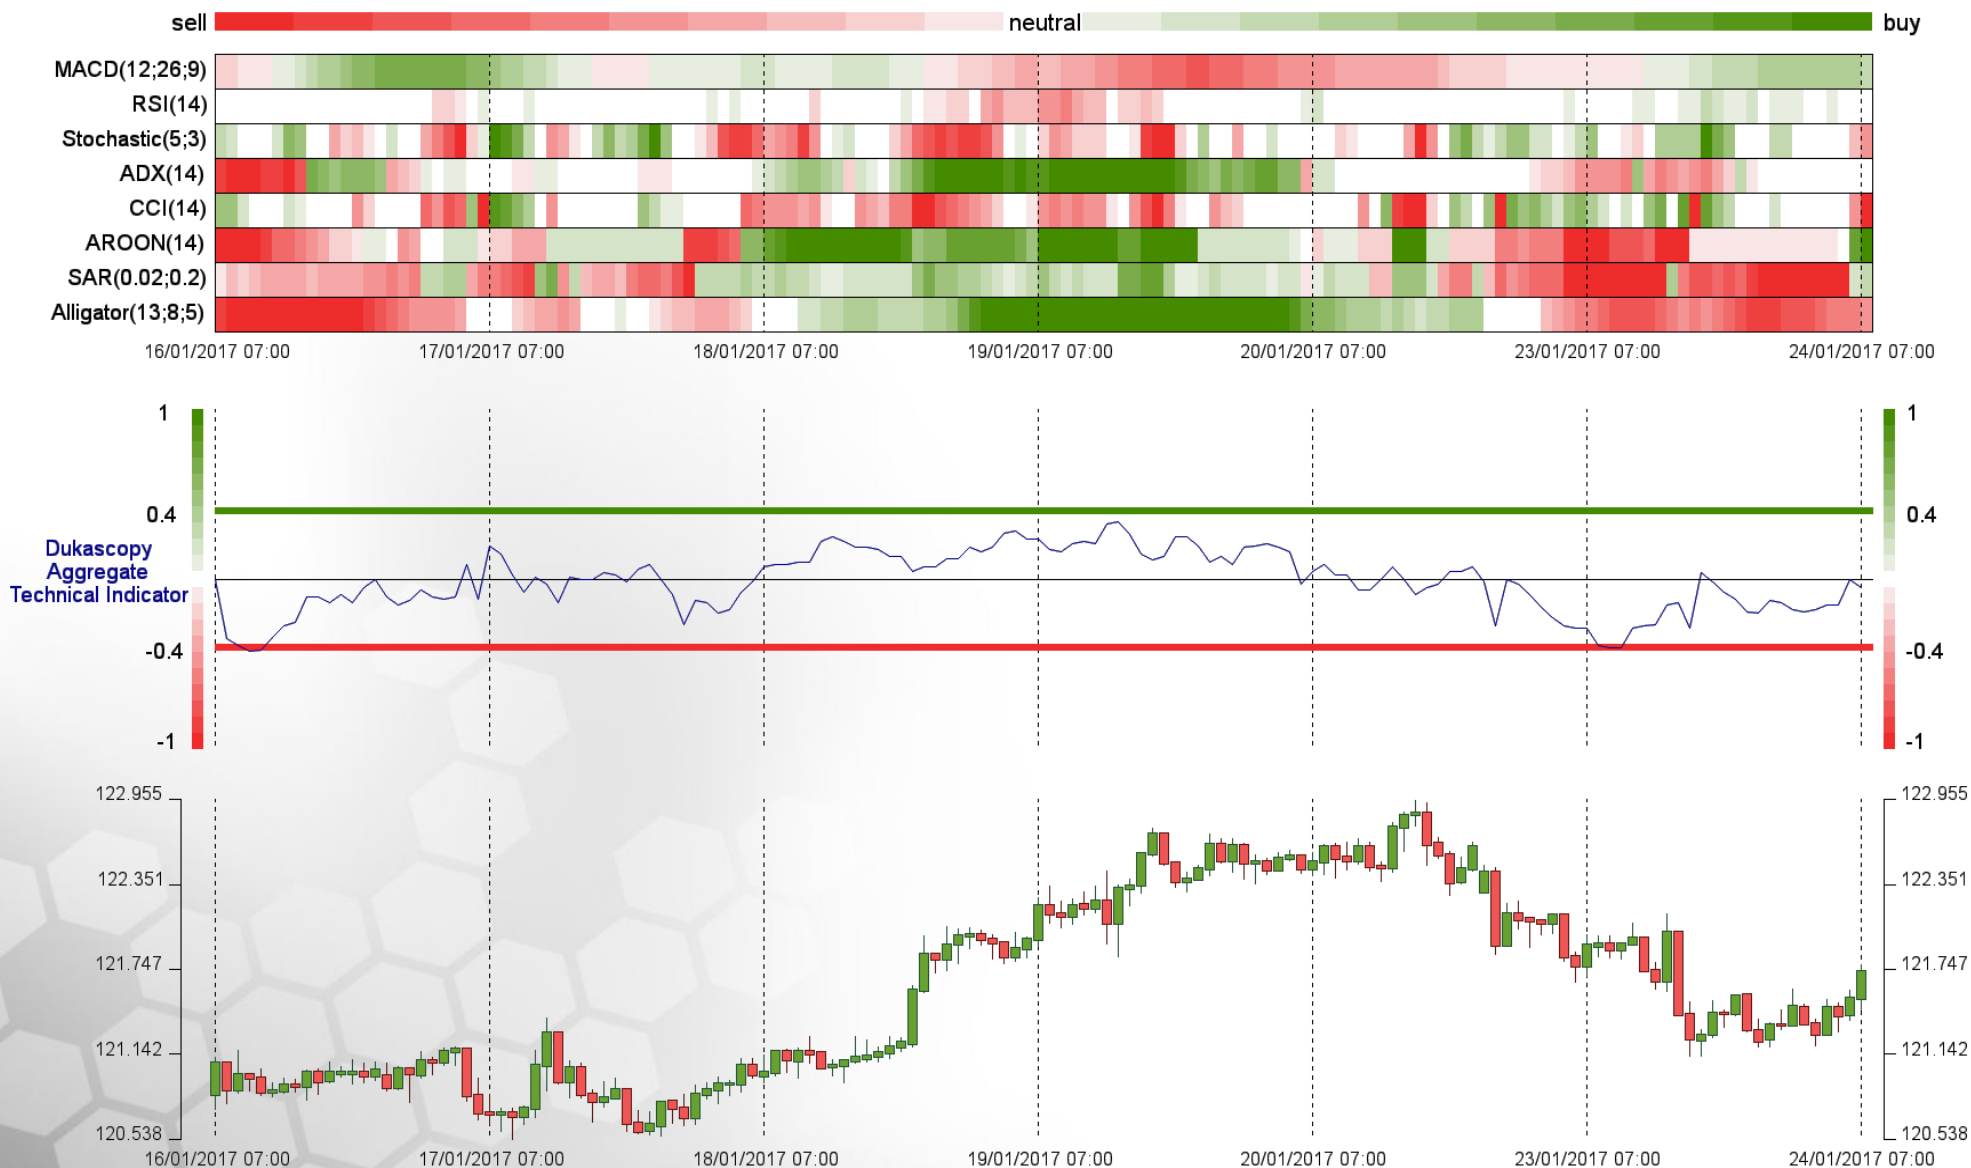 sell neutral buy
MACD(12;26;9)
RSI(14)
Stochastic(5;3)
ADX(14)
CCI(14)
AROON(14)
SAR(0.02;0.2)
Alligator(13;8;5)
16/01/2017 07:00 17/01/2017 07:00 18/01/2017 07:00 19/01/2017 07:00 20/01/2017 07:00 23/01/2017 07:00 24/01/2017 07:00
1 1
0.4 0.4
Dukascopy
Aggregate
Technical Indicator
-0.4 -0.4
-1 -1
122.955 122.955
122.351 122.351
121.747 121.747
121.142 121.142
120.538 120.538
16/01/2017 07:00 17/01/2017 07:00 18/01/2017 07:00 19/01/2017 07:00 20/01/2017 07:00 23/01/2017 07:00 24/01/2017 07:00